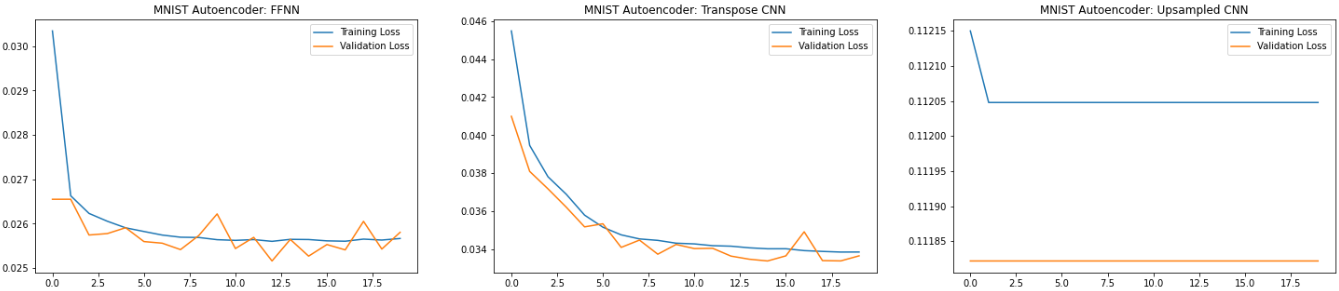 MNIST Autoencoder: FFNN
Training Loss
Validation Loss
0.030
0.029
0.028
0.027
0.026
0.025
0.0 2.5 5.0 7.5 10.0 12.5 15.0 17.5
MNIST Autoencoder: Transpose CNN
Training Loss
Validation Loss
0.046
0.044
0.042
0.040
0.038
0.036
0.034
0.0 2.5 5.0 7.5 10.0 12.5 15.0 17.5
MNIST Autoencoder: Upsampled CNN
Training Loss
Validation Loss
0.11215
0.11210
0.11205
0.11200
0.11195
0.11190
0.11185
0.0 2.5 5.0 7.5 10.0 12.5 15.0 17.5